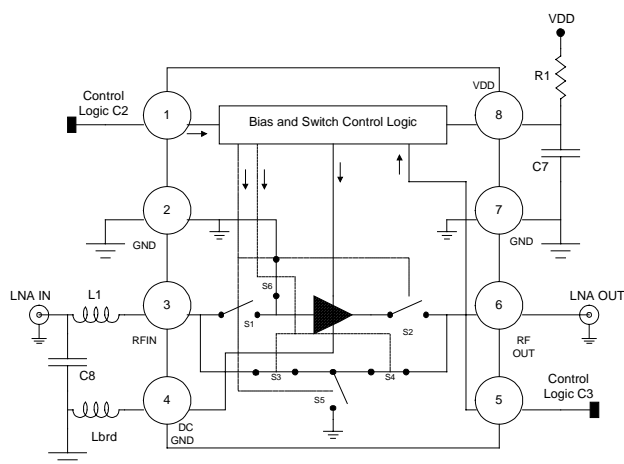 VDD
R1
Control
Logic C2
1
VDD
8
Bias and Switch Control Logic
C7
2
GND
7
GND
S6
LNA IN
L1
3
RFIN
S1
S2
6
RF
OUT
LNA OUT
C8
S3
S4
S5
4
DC
GND
Lbrd
5
Control
Logic C3